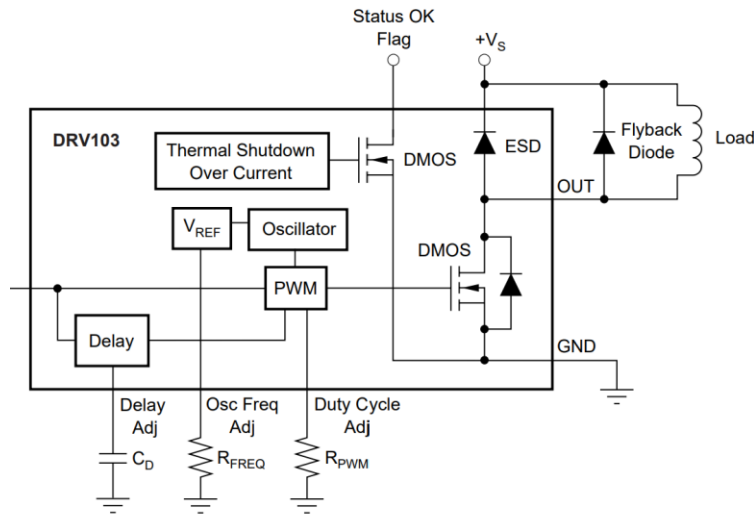 Status OK
Flag
+VS
DRV103
Thermal Shutdown
Over Current
DMOS
ESD
Flyback
Diode
Load
OUT
VREF
Oscillator
DMOS
PWM
Delay
GND
Delay
Adj
Osc Freq
Adj
Duty Cycle
Adj
CD
RFREQ
RPWM